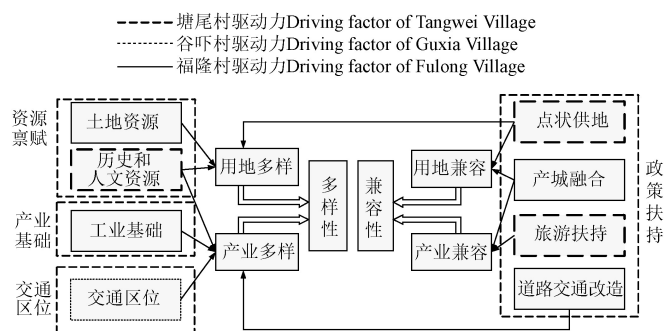 塘尾村驱动力Driving factor of Tangwei Village
谷吓村驱动力Driving factor of Guxia Village
福隆村驱动力Driving factor of Fulong Village
资源
禀赋
土地资源
历史和
人文资源
产业
基础
工业基础
交通
区位
交通区位
用地多样
产业多样
多样性
兼容性
用地兼容
产业兼容
点状供地
产城融合
旅游扶持
道路交通改造
政策扶持